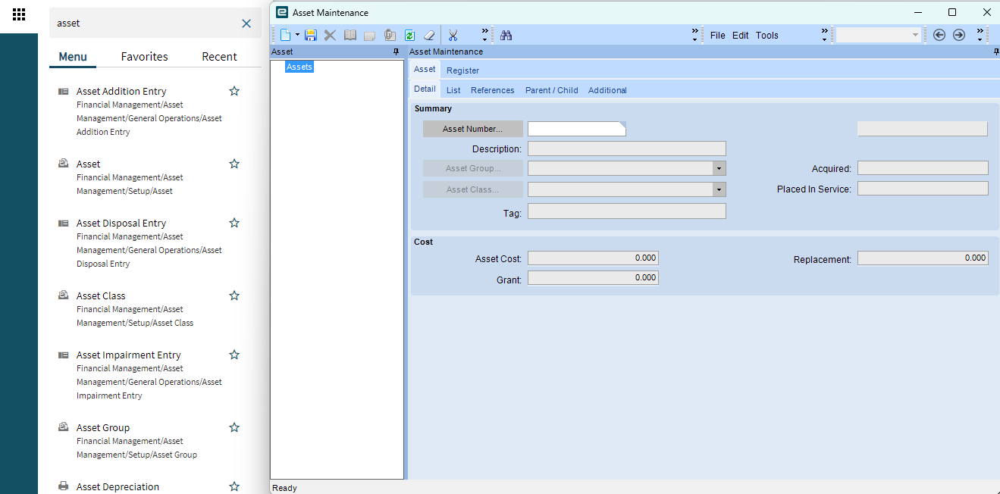 asset
Menu Favorites Recent
Asset Addition Entry
Financial Management/Asset
Management/General Operations/Asset
Addition Entry
Asset
Financial Management/Asset
Management/Setup/Asset
Asset Disposal Entry
Financial Management/Asset
Management/General Operations/Asset
Disposal Entry
Asset Class
Financial Management/Asset
Management/Setup/Asset Class
Asset Impairment Entry
Financial Management/Asset
Management/General Operations/Asset
Impairment Entry
Asset Group
Financial Management/Asset
Management/Setup/Asset Group
Asset Depreciation
Asset Maintenance
File Edit Tools
Asset
Assets
Asset Maintenance
Asset Register
Detail List References Parent / Child Additional
Summary
Asset Number...
Description:
Asset Group... Acquired:
Asset Class... Placed In Service:
Tag:
Cost
Asset Cost: 0.000 Replacement: 0.000
Grant: 0.000
Ready